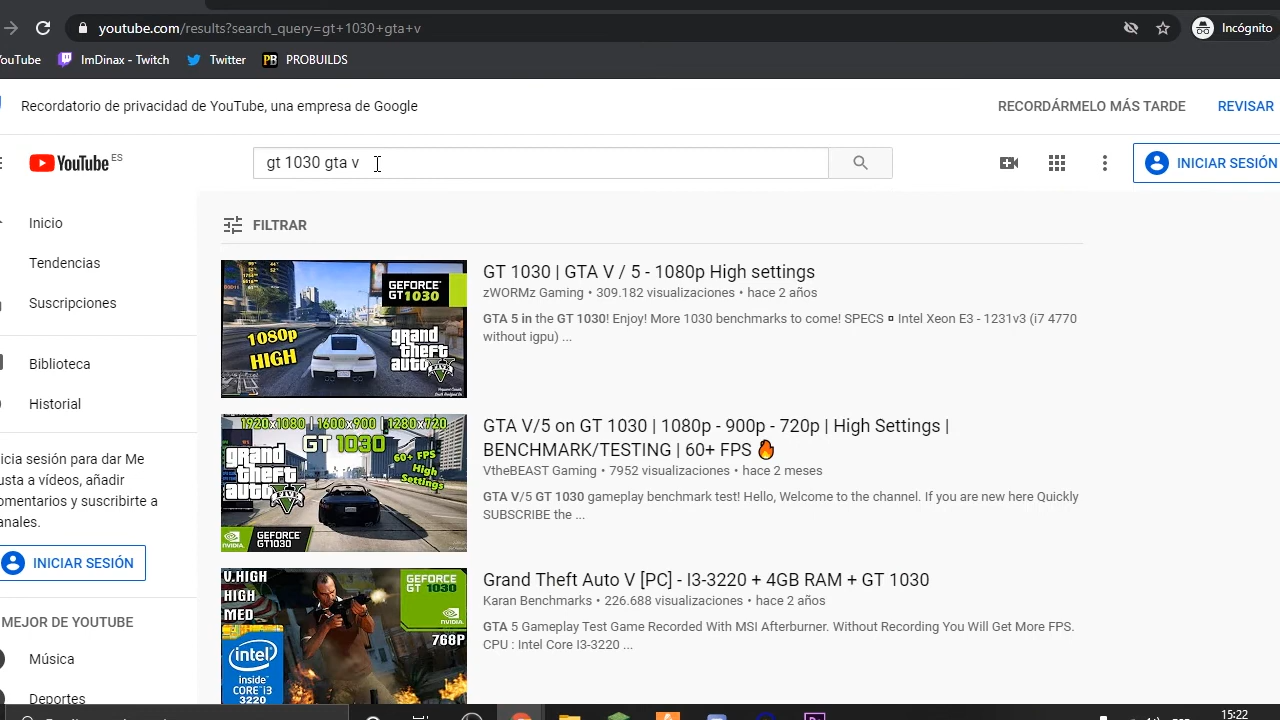 youtube.com/results?search_query=gt+1030+gta+v
Incógnito
ouTube ImDinax - Twitch Twitter PB PROBUILDS
Recordatorio de privacidad de YouTube, una empresa de Google
RECORDÁRMELO MÁS TARDE REVISAR
YouTube ES
gt 1030 gta v
INICIAR SESIÓN
Inicio
Tendencias
Suscripciones
Biblioteca
Historial
icia sesión para dar Me
usta a vídeos, añadir
omentarios y suscribirte a
anales.
INICIAR SESIÓN
MEJOR DE YOUTUBE
Música
Deportes
FILTRAR
GEFORCE
GT 1030
1080p
HIGH
grand
theft
auto
V
GT 1030 | GTA V / 5 - 1080p High settings
zWORMz Gaming • 309.182 visualizaciones • hace 2 años
GTA 5 in the GT 1030! Enjoy! More 1030 benchmarks to come! SPECS ▫ Intel Xeon E3 - 1231v3 (i7 4770
without igpu) ...
1920x1080 | 1600x900 | 1280x720
GT 1030
grand
theft
auto
V
60+ FPS
High
Settings
NVIDIA
GEFORCE
GT1030
GTA V/5 on GT 1030 | 1080p - 900p - 720p | High Settings |
BENCHMARK/TESTING | 60+ FPS 🔥
VtheBEAST Gaming • 7952 visualizaciones • hace 2 meses
GTA V/5 GT 1030 gameplay benchmark test! Hello, Welcome to the channel. If you are new here Quickly
SUBSCRIBE the ...
V.HIGH
HIGH
MED
GEFORCE
GT 1030
NVIDIA
768P
intel
inside
CORE i3
3220
Grand Theft Auto V [PC] - I3-3220 + 4GB RAM + GT 1030
Karan Benchmarks • 226.688 visualizaciones • hace 2 años
GTA 5 Gameplay Test Game Recorded With MSI Afterburner. Without Recording You Will Get More FPS.
CPU : Intel Core I3-3220 ...
15:22